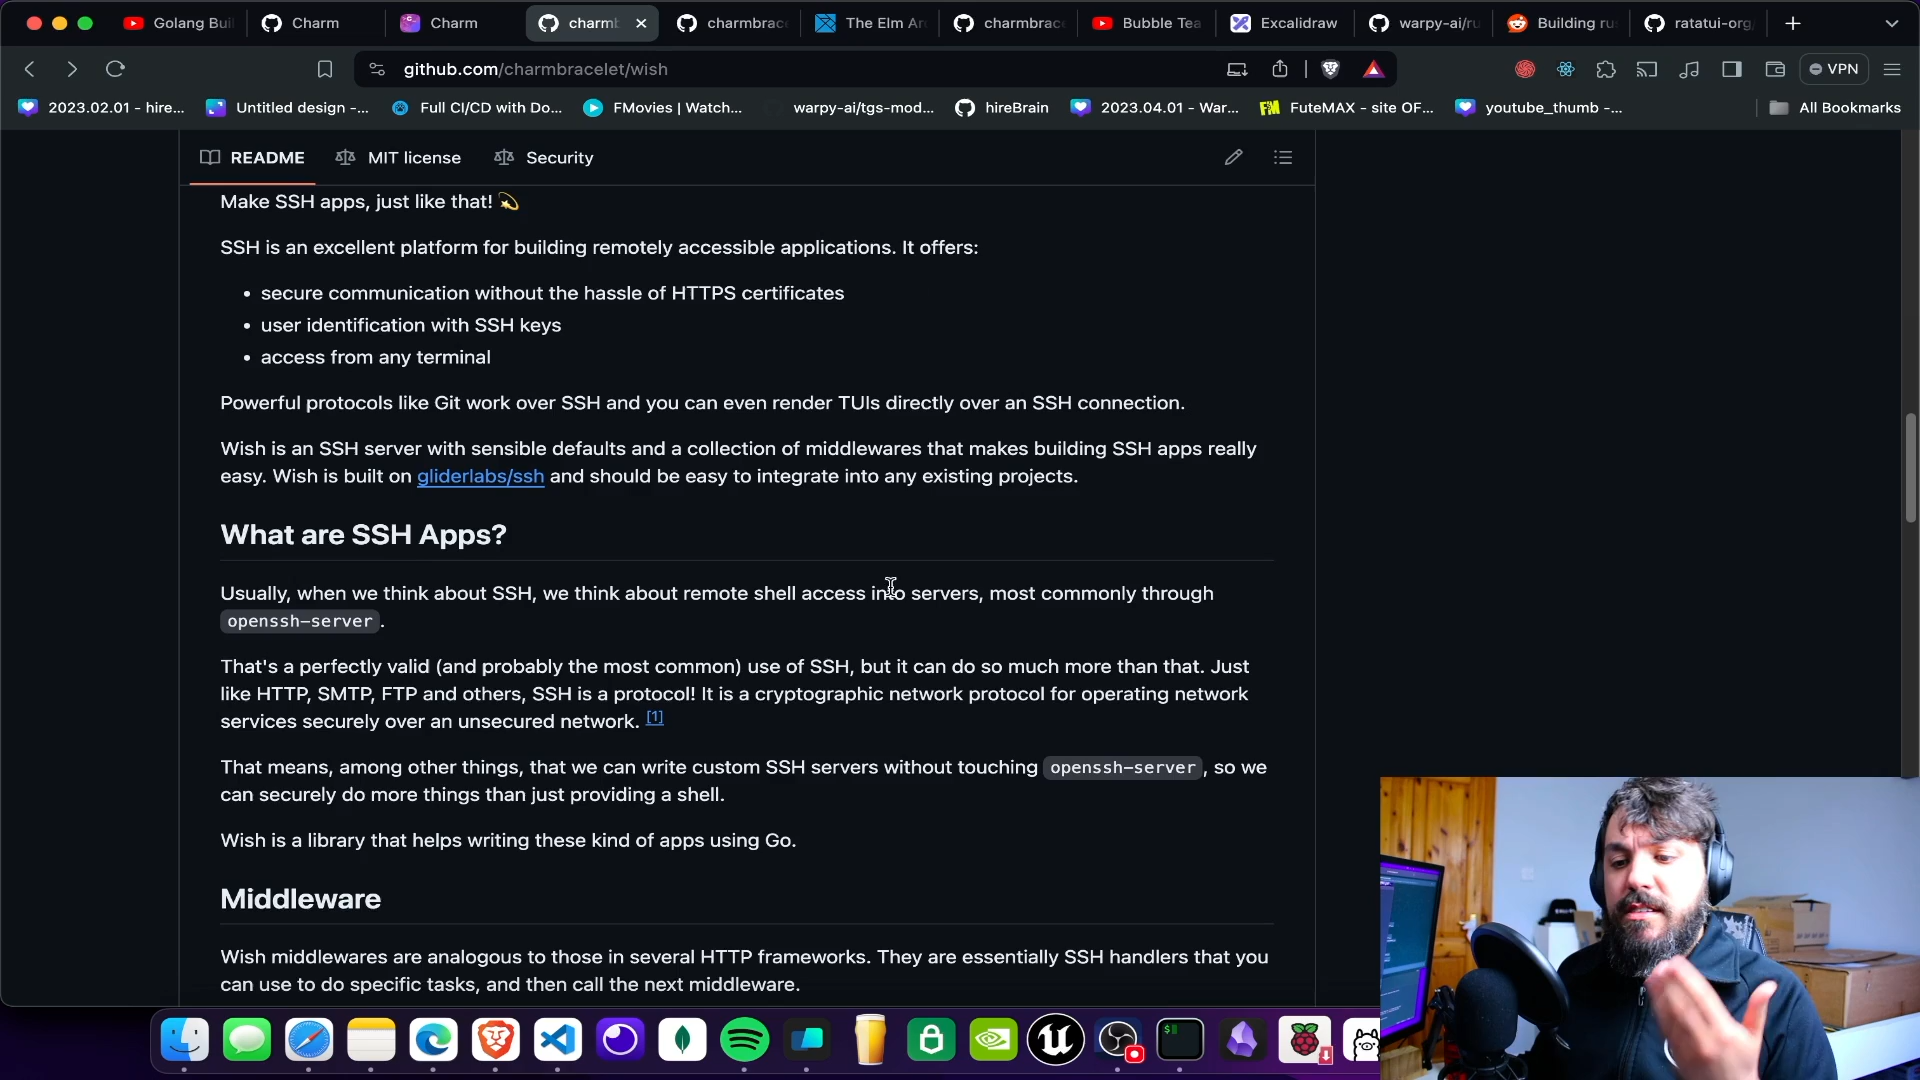 Golang Buil
Charm
Charm
charmb
charmbrace
The Elm Ar
charmbrace
Bubble Tea
Excalidraw
warpy-ai/ru
Building ru
ratatui-org/
github.com/charmbracelet/wish
VPN
2023.02.01 - hire...
Untitled design -...
Full CI/CD with Do...
FMovies | Watch...
warpy-ai/tgs-mod...
hireBrain
2023.04.01 - War...
FM
FuteMAX - site OF...
youtube_thumb -...
All Bookmarks
README
MIT license
Security
Make SSH apps, just like that! 💫
SSH is an excellent platform for building remotely accessible applications. It offers:
• secure communication without the hassle of HTTPS certificates
• user identification with SSH keys
• access from any terminal
Powerful protocols like Git work over SSH and you can even render TUIs directly over an SSH connection.
Wish is an SSH server with sensible defaults and a collection of middlewares that makes building SSH apps really
easy. Wish is built on gliderlabs/ssh and should be easy to integrate into any existing projects.
What are SSH Apps?
Usually, when we think about SSH, we think about remote shell access into servers, most commonly through
openssh-server.
That's a perfectly valid (and probably the most common) use of SSH, but it can do so much more than that. Just
like HTTP, SMTP, FTP and others, SSH is a protocol! It is a cryptographic network protocol for operating network
services securely over an unsecured network. [1]
That means, among other things, that we can write custom SSH servers without touching openssh-server, so we
can securely do more things than just providing a shell.
Wish is a library that helps writing these kind of apps using Go.
Middleware
Wish middlewares are analogous to those in several HTTP frameworks. They are essentially SSH handlers that you
can use to do specific tasks, and then call the next middleware.